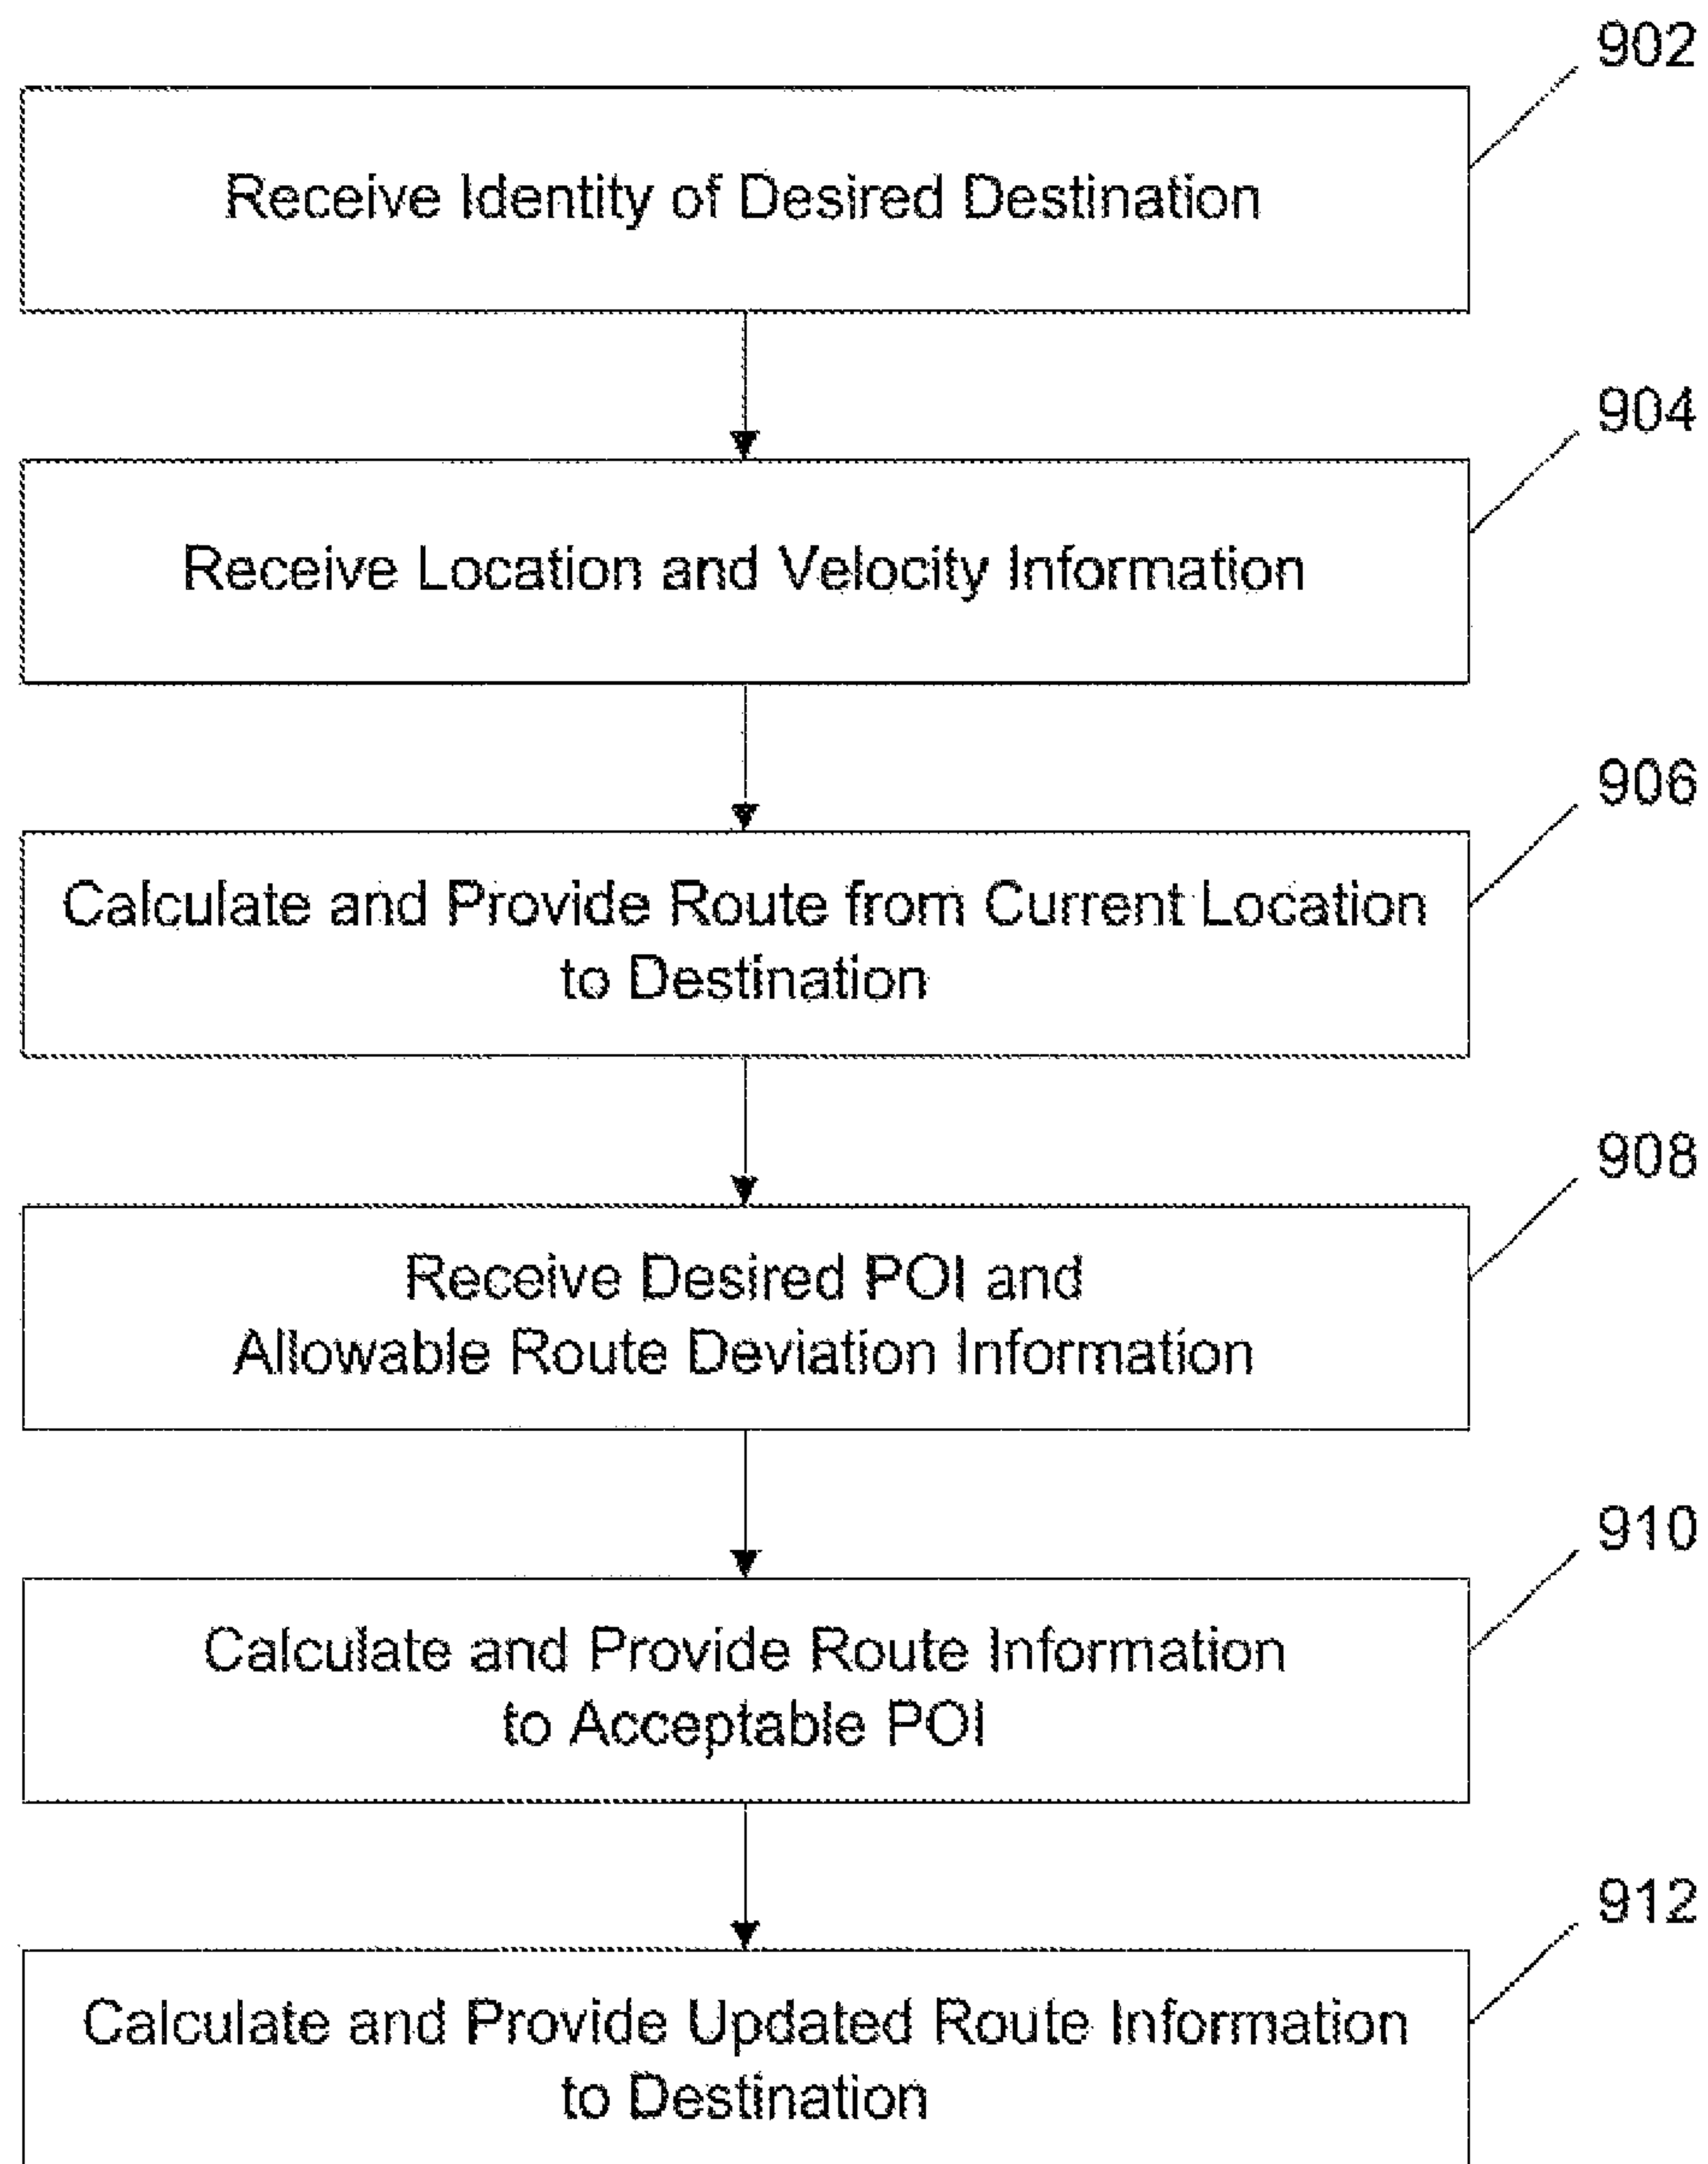 902
Receive Identity of Desired Destination
904
Receive Location and Velocity Information
906
Calculate and Provide Route from Current Location
to Destination
908
Receive Desired POI and
Allowable Route Deviation Information
910
Calculate and Provide Route Information
to Acceptable POI
912
Calculate and Provide Updated Route Information
to Destination